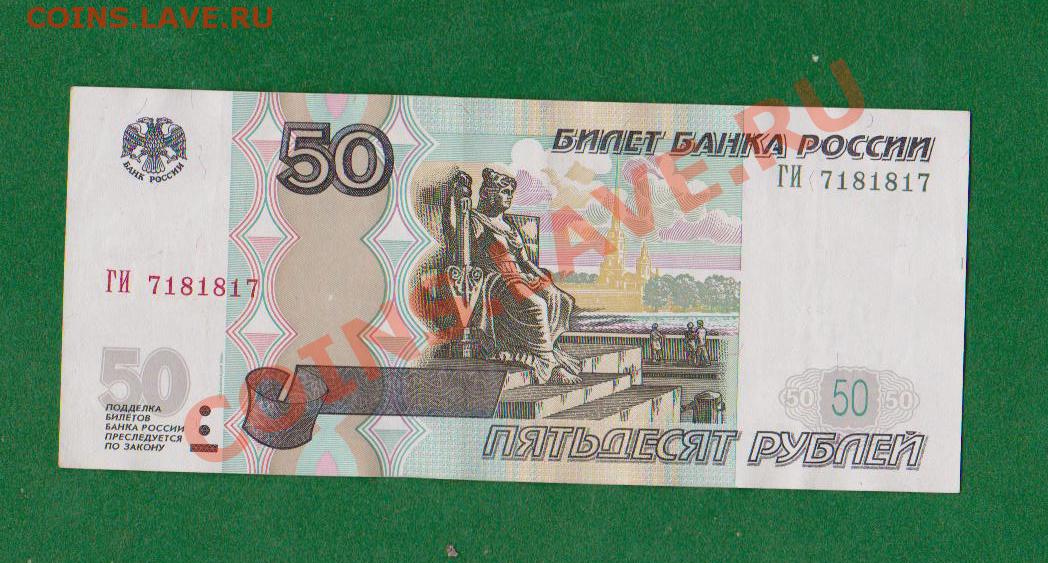 COINS.LAVE.RU
БАНК РОССИИ
50
БИЛЕТ БАНКА РОССИИ
ГИ 7181817
ГИ 7181817
COINS.LAVE.RU
50
ПОДДЕЛКА
БИЛЕТОВ
БАНКА РОССИИ
ПРЕСЛЕДУЕТСЯ
ПО ЗАКОНУ
50 50 50
ПЯТЬДЕСЯТ РУБЛЕЙ